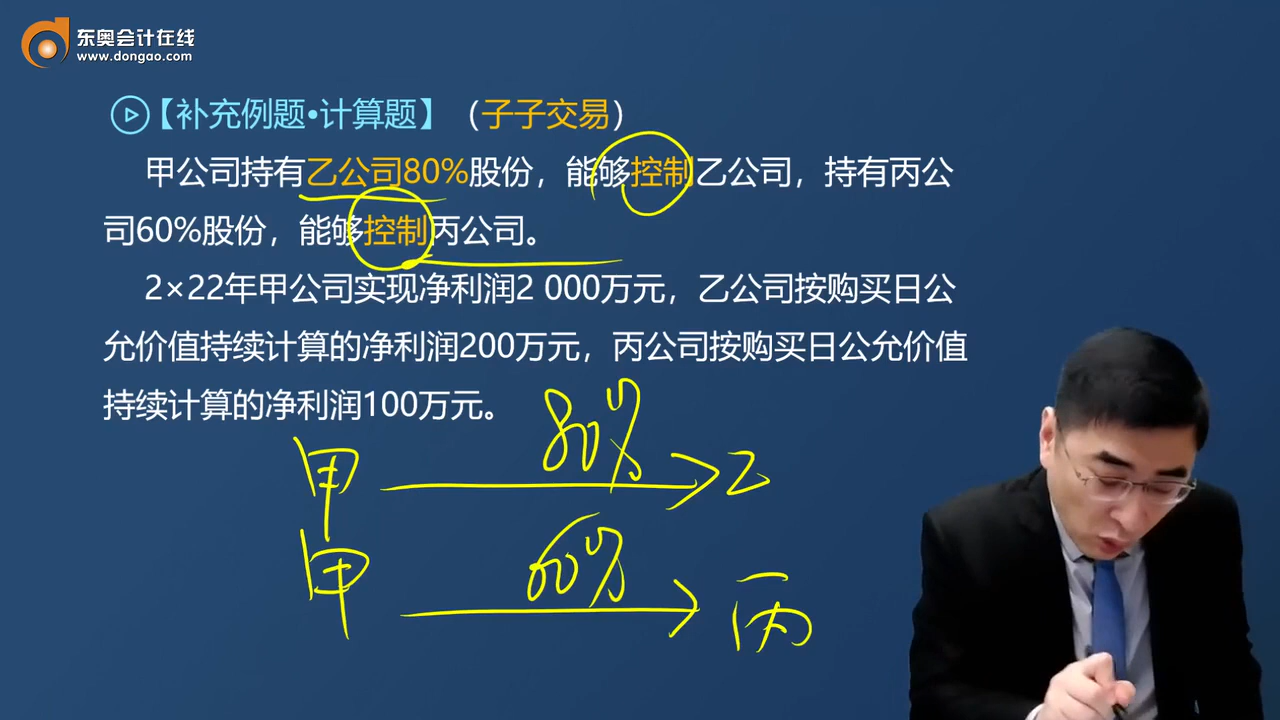 东奥会计在线
www.dongao.com
【补充例题•计算题】（子子交易）
甲公司持有乙公司80%股份，能够控制乙公司，持有丙公
司60%股份，能够控制丙公司。
2×22年甲公司实现净利润2 000万元，乙公司按购买日公
允价值持续计算的净利润200万元，丙公司按购买日公允价值
持续计算的净利润100万元。
甲 80% 乙
甲 60% 丙